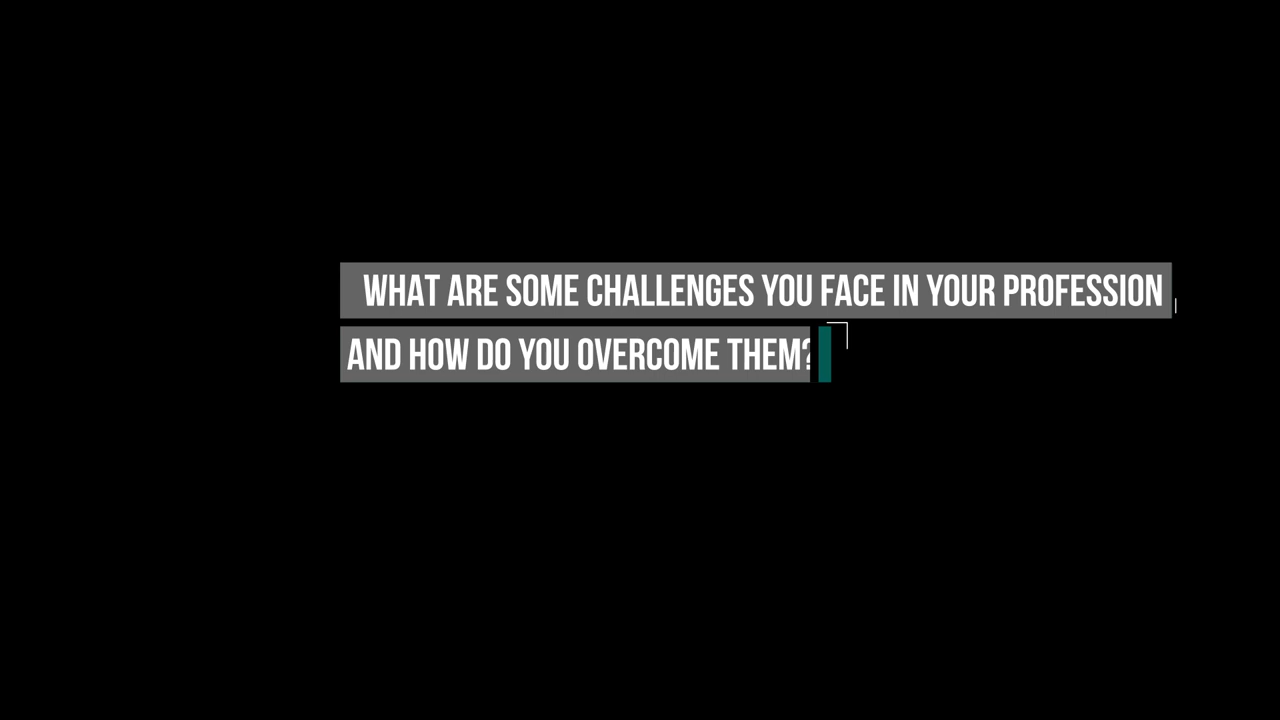 WHAT ARE SOME CHALLENGES YOU FACE IN YOUR PROFESSION
AND HOW DO YOU OVERCOME THEM?